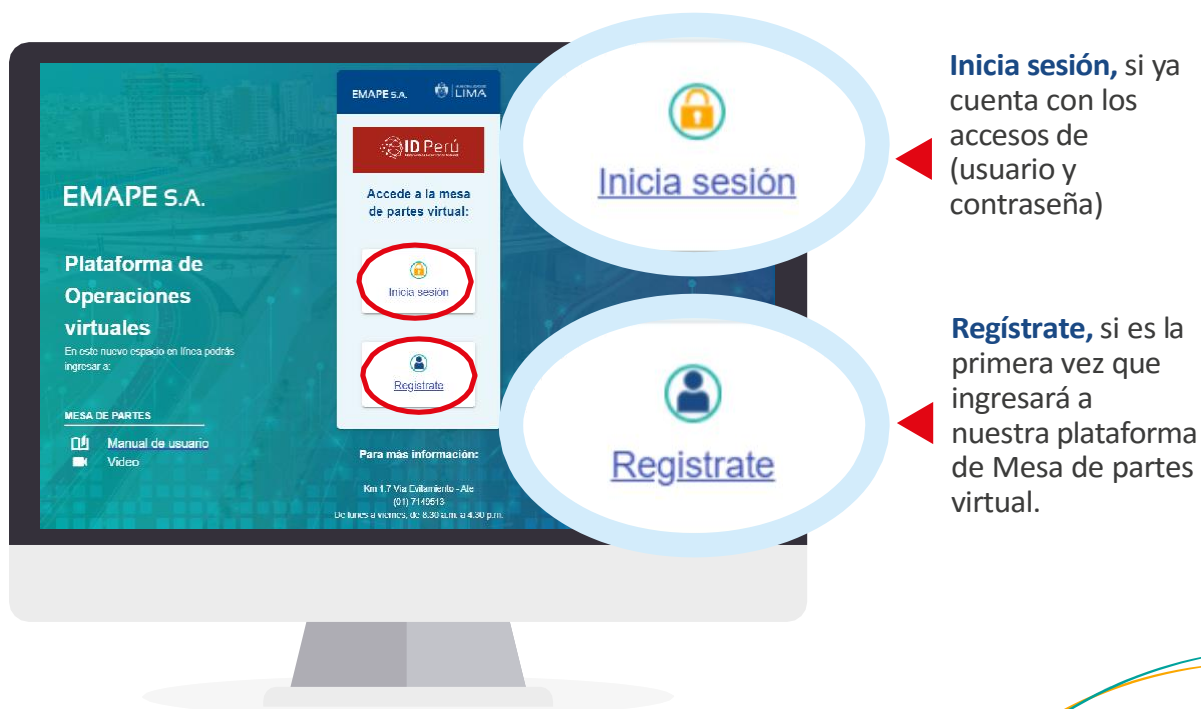 EMAPE S.A.
LIMA
ID Perú
Accede a la mesa
de partes virtual:
Inicia sesión
Registrate
EMAPE S.A.
Plataforma de
Operaciones
virtuales
En este nuevo espacio en línea podrás
ingresar a:
MESA DE PARTES
Manual de usuario
Video
Para más información:
Km 1.7 Via Evitamiento - Ate
(01) 7149513
De lunes a viernes, de 8.30 a.m. a 4.30 p.m.
Inicia sesión
Registrate
Inicia sesión, si ya
cuenta con los
accesos de
(usuario y
contraseña)
Regístrate, si es la
primera vez que
ingresará a
nuestra plataforma
de Mesa de partes
virtual.